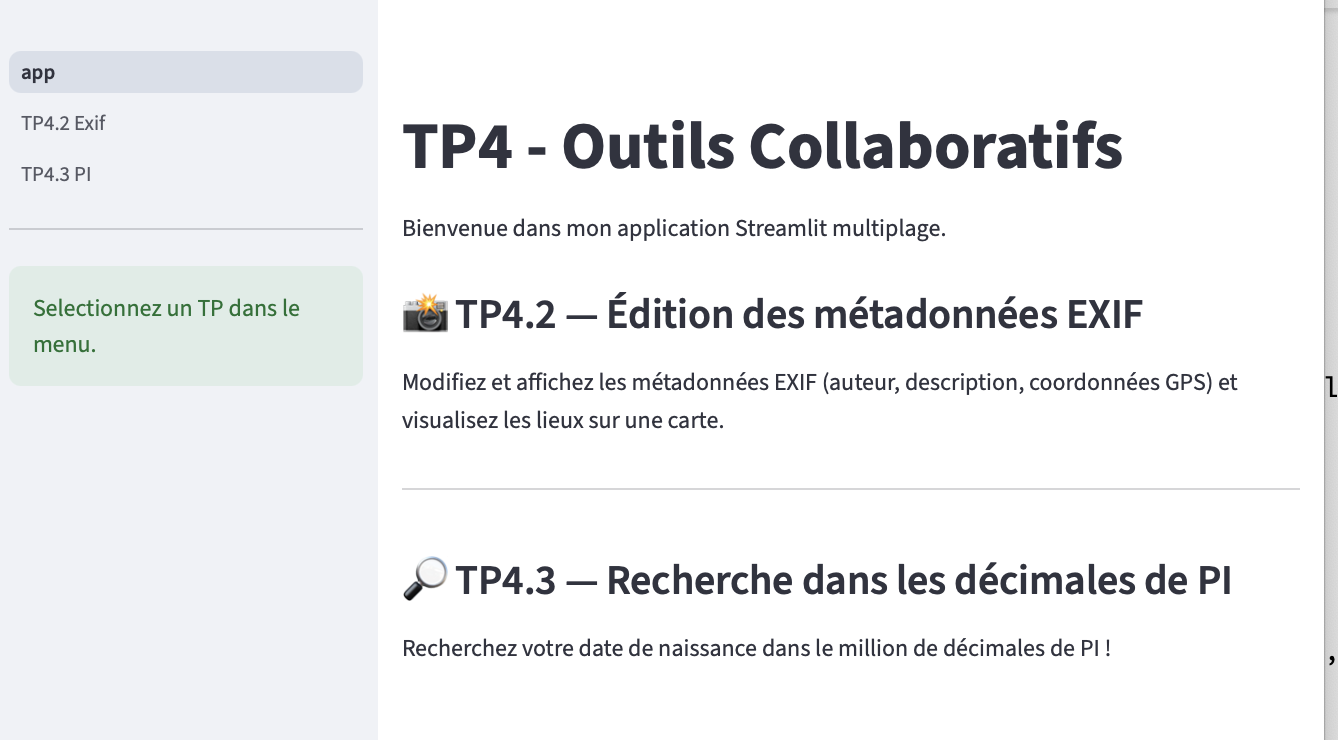 app
TP4.2 Exif
TP4.3 PI
Selectionnez un TP dans le
menu.
TP4 - Outils Collaboratifs
Bienvenue dans mon application Streamlit multiplage.
TP4.2 — Édition des métadonnées EXIF
Modifiez et affichez les métadonnées EXIF (auteur, description, coordonnées GPS) et
visualisez les lieux sur une carte.
TP4.3 — Recherche dans les décimales de PI
Recherchez votre date de naissance dans le million de décimales de PI !